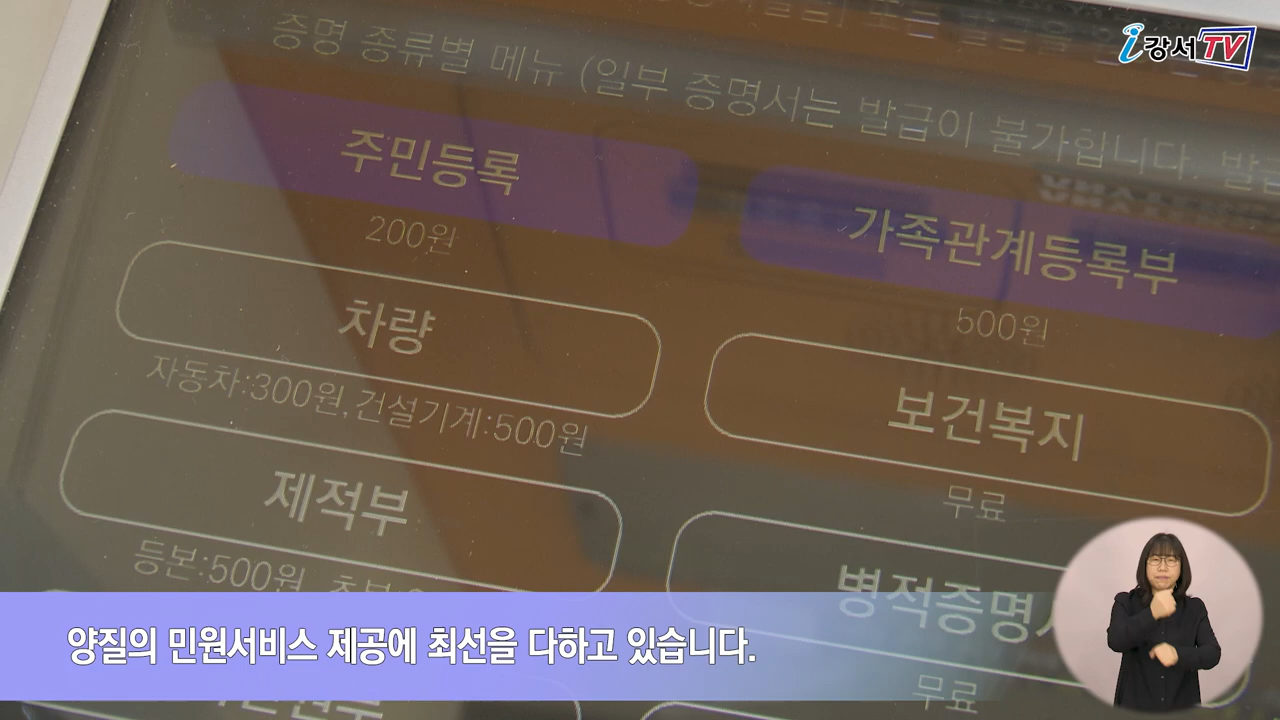 i강서TV
증명 종류별 메뉴 (일부 증명서는 발급이 불가합니다. 발급
주민등록
200원
가족관계등록부
500원
차량
자동차:300원,건설기계:500원
보건복지
무료
제적부
등본:500원
병적증명
무료
양질의 민원서비스 제공에 최선을 다하고 있습니다.